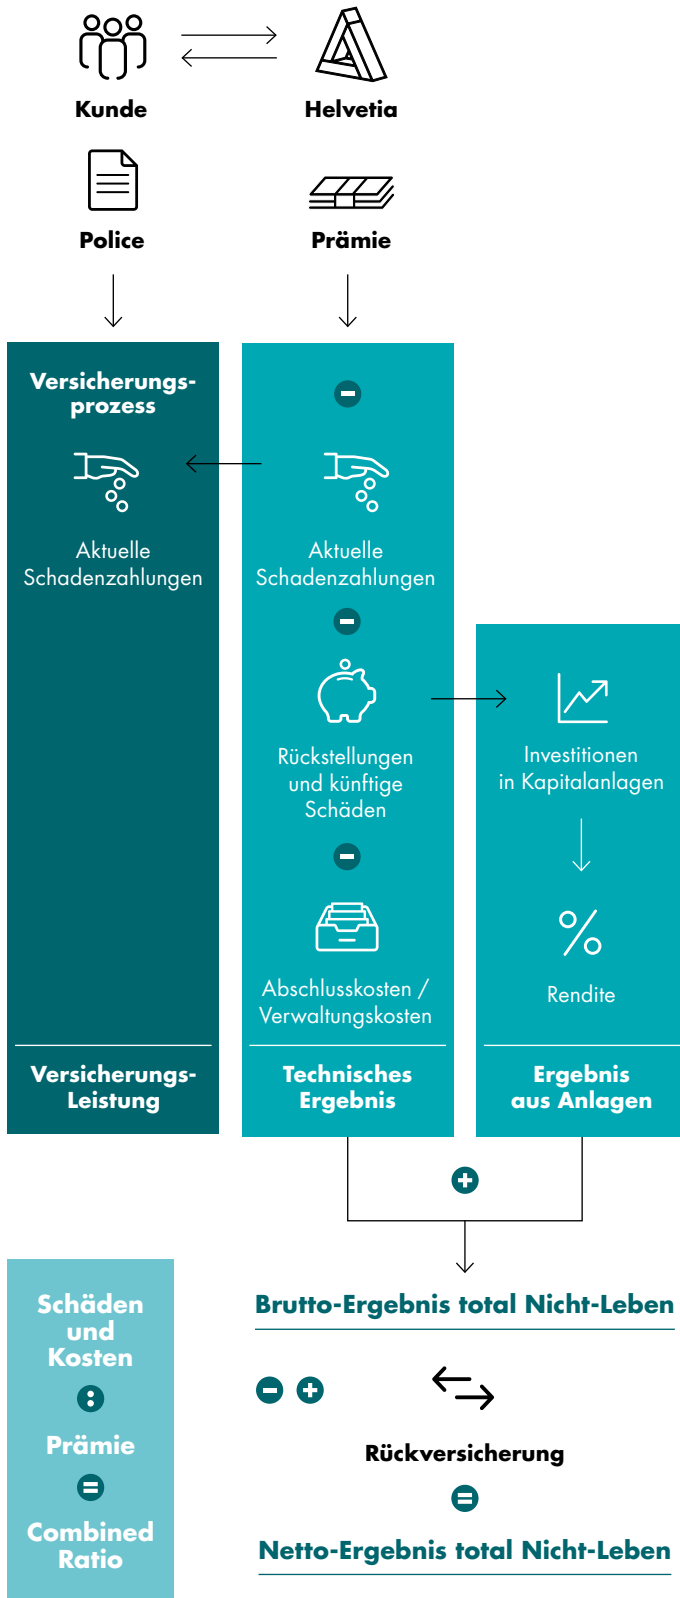 Kunde
Helvetia
Police
Prämie
Versicherungs-
prozess
Aktuelle
Schadenzahlungen
Versicherungs-
Leistung
Aktuelle
Schadenzahlungen
Rückstellungen
und künftige
Schäden
Abschlusskosten /
Verwaltungskosten
Technisches
Ergebnis
Investitionen
in Kapitalanlagen
Rendite
Ergebnis
aus Anlagen
Schäden
und
Kosten
:
Prämie
=
Combined
Ratio
Brutto-Ergebnis total Nicht-Leben
Rückversicherung
Netto-Ergebnis total Nicht-Leben